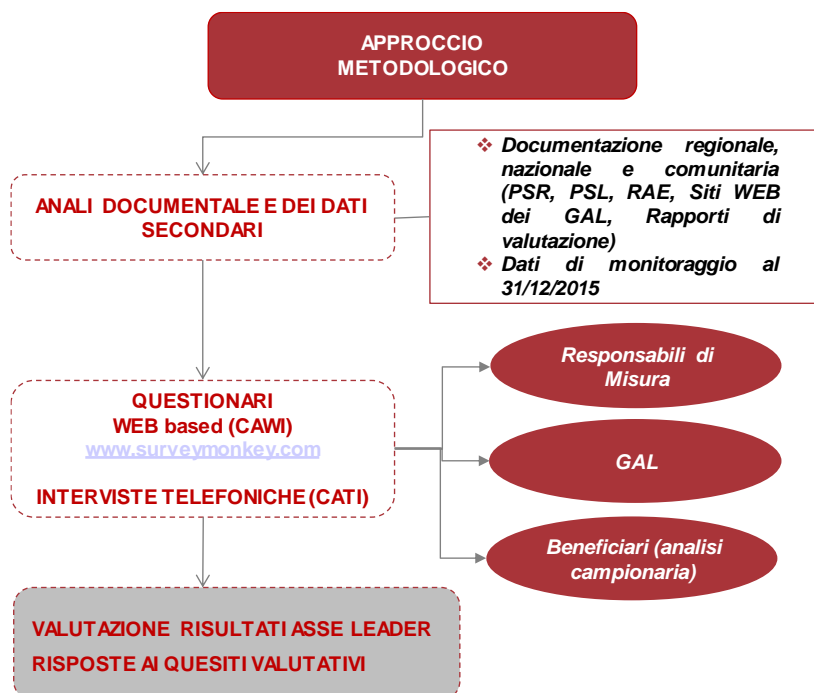 APPROCCIO
METODOLOGICO
ANALI DOCUMENTALE E DEI DATI
SECONDARI
❖ Documentazione regionale,
nazionale e comunitaria
(PSR, PSL, RAE, Siti WEB
dei GAL, Rapporti di
valutazione)
❖ Dati di monitoraggio al
31/12/2015
QUESTIONARI
WEB based (CAWI)
www.surveymonkey.com
INTERVISTE TELEFONICHE (CATI)
Responsabili di
Misura
GAL
Beneficiari (analisi
campionaria)
VALUTAZIONE RISULTATI ASSE LEADER
RISPOSTE AI QUESITI VALUTATIVI